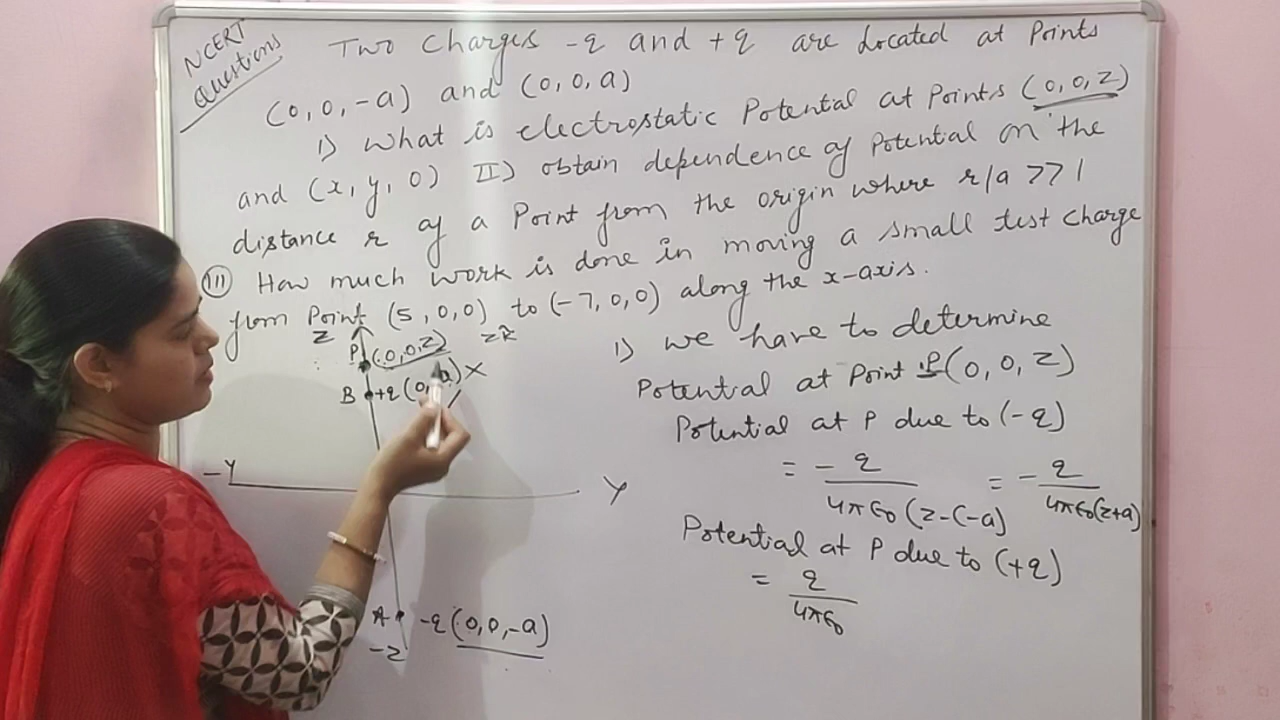 NCERT
Questions
Two Charges -q and +q are Located at Points
(0, 0, -a) and (0, 0, a)
1) What is electrostatic Potential at Points (0, 0, z)
and (x, y, 0) II) obtain dependence of Potential on the
distance r of a Point from the origin where r/a >> 1
III) How much work is done in moving a small test charge
from Point (5, 0, 0) to (-7, 0, 0) along the x-axis.
Z
P (0,0,z) zk̂
B +q (0, X
-Y Y
A -q (0,0,-a)
-Z
1) we have to determine
Potential at Point P(0, 0, z)
Potential at P due to (-q)
= - q / 4πε0 (z-(-a) = - q / 4πε0(z+a)
Potential at P due to (+q)
= q / 4πε0